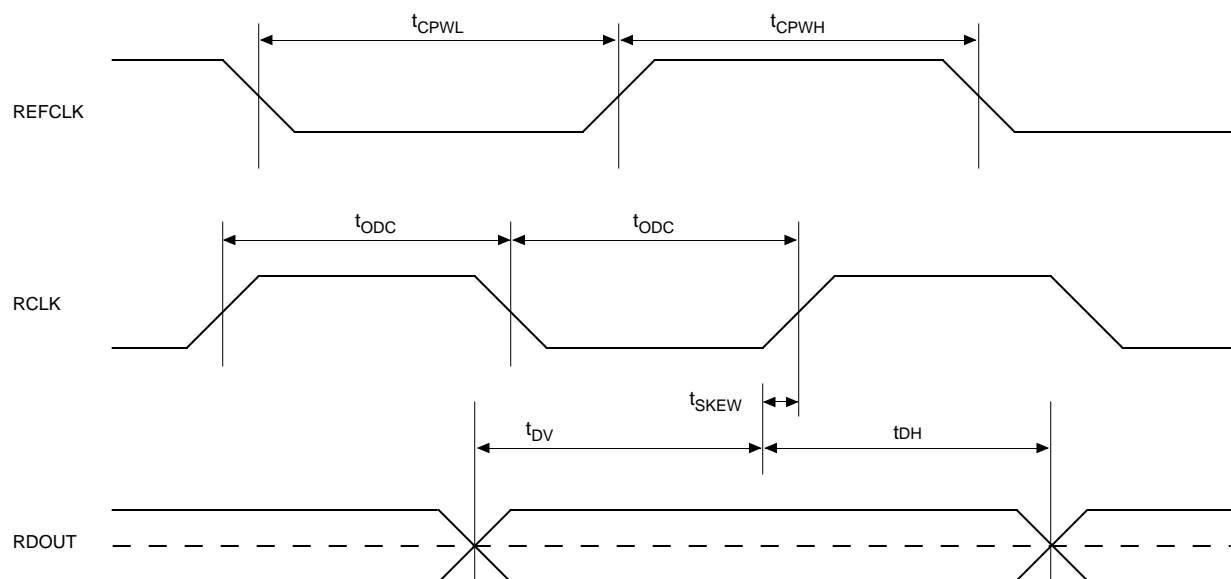 tCPWL tCPWH
REFCLK
tODC tODC
RCLK
tSKEW
tDV tDH
RDOUT